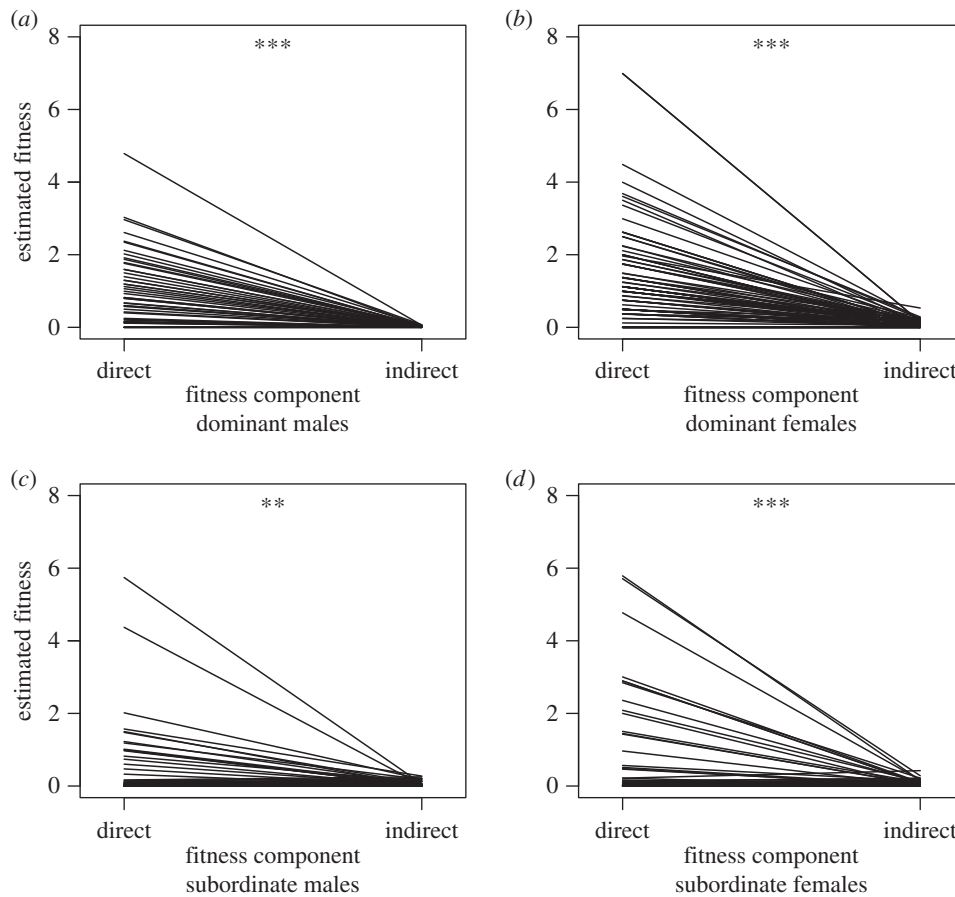 (a)
***
8
6
4
2
0
estimated fitness
direct
indirect
fitness component
dominant males
(b)
***
8
6
4
2
0
direct
indirect
fitness component
dominant females
(c)
**
8
6
4
2
0
estimated fitness
direct
indirect
fitness component
subordinate males
(d)
***
8
6
4
2
0
direct
indirect
fitness component
subordinate females